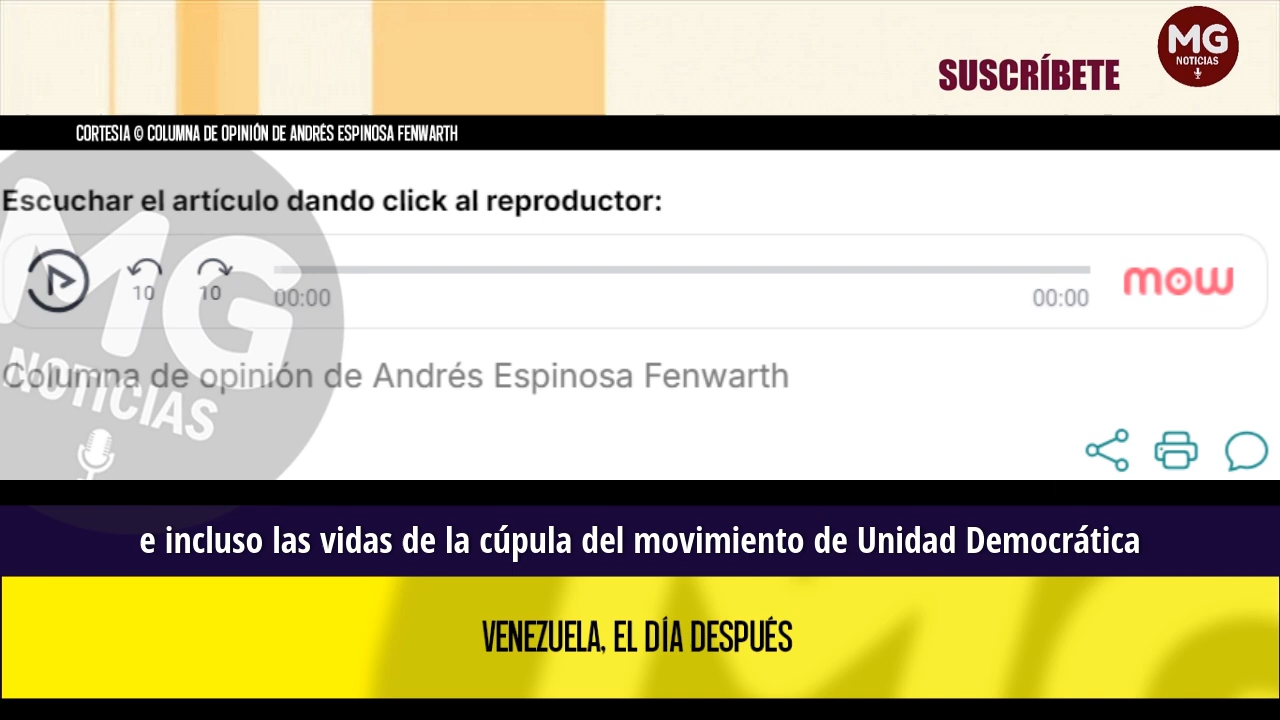 MG
NOTICIAS
SUSCRÍBETE
CORTESIA © COLUMNA DE OPINIÓN DE ANDRÉS ESPINOSA FENWARTH
Escuchar el artículo dando click al reproductor:
10
10
00:00
00:00
mow
MG
NOTICIAS
Columna de opinión de Andrés Espinosa Fenwarth
e incluso las vidas de la cúpula del movimiento de Unidad Democrática
VENEZUELA, EL DÍA DESPUÉS